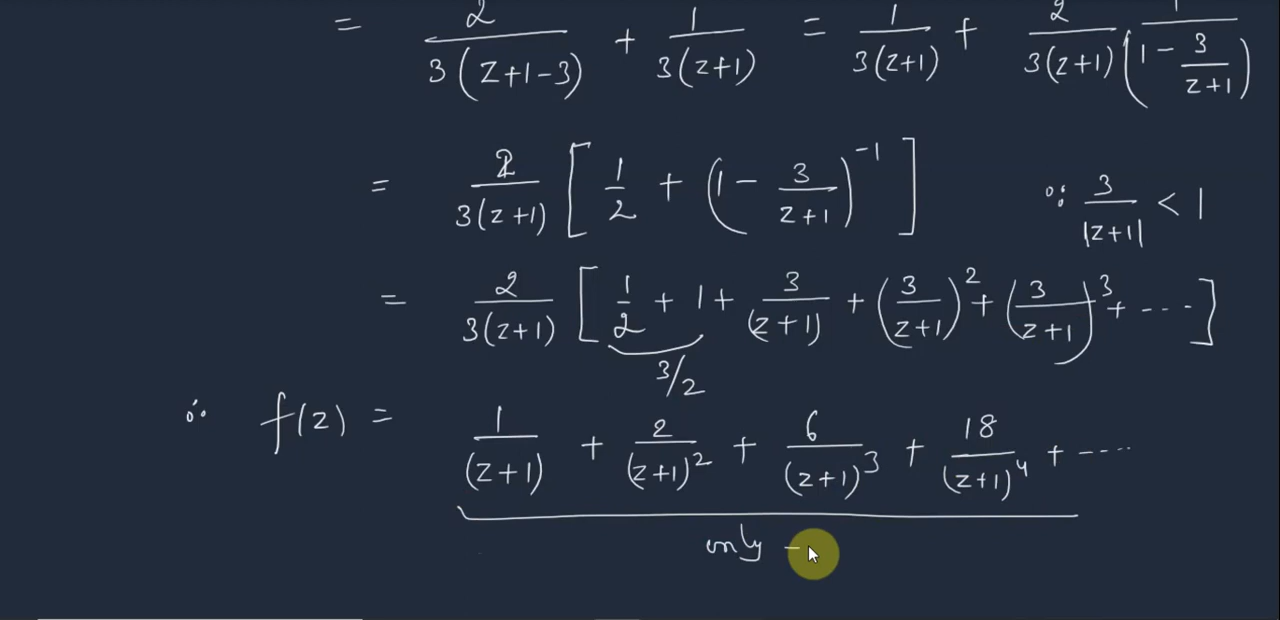 = 2/(3(z+1-3)) + 1/(3(z+1)) = 1/(3(z+1)) + 2/(3(z+1)) 1/(1 - 3/(z+1))
= 2/(3(z+1)) [ 1/2 + (1 - 3/(z+1))^-1 ] ∵ 3/|z+1| < 1
= 2/(3(z+1)) [ 1/2 + 1 + 3/(z+1) + (3/(z+1))^2 + (3/(z+1))^3 + ---- ]
3/2
∴ f(z) = 1/(z+1) + 2/(z+1)^2 + 6/(z+1)^3 + 18/(z+1)^4 + ----
only -